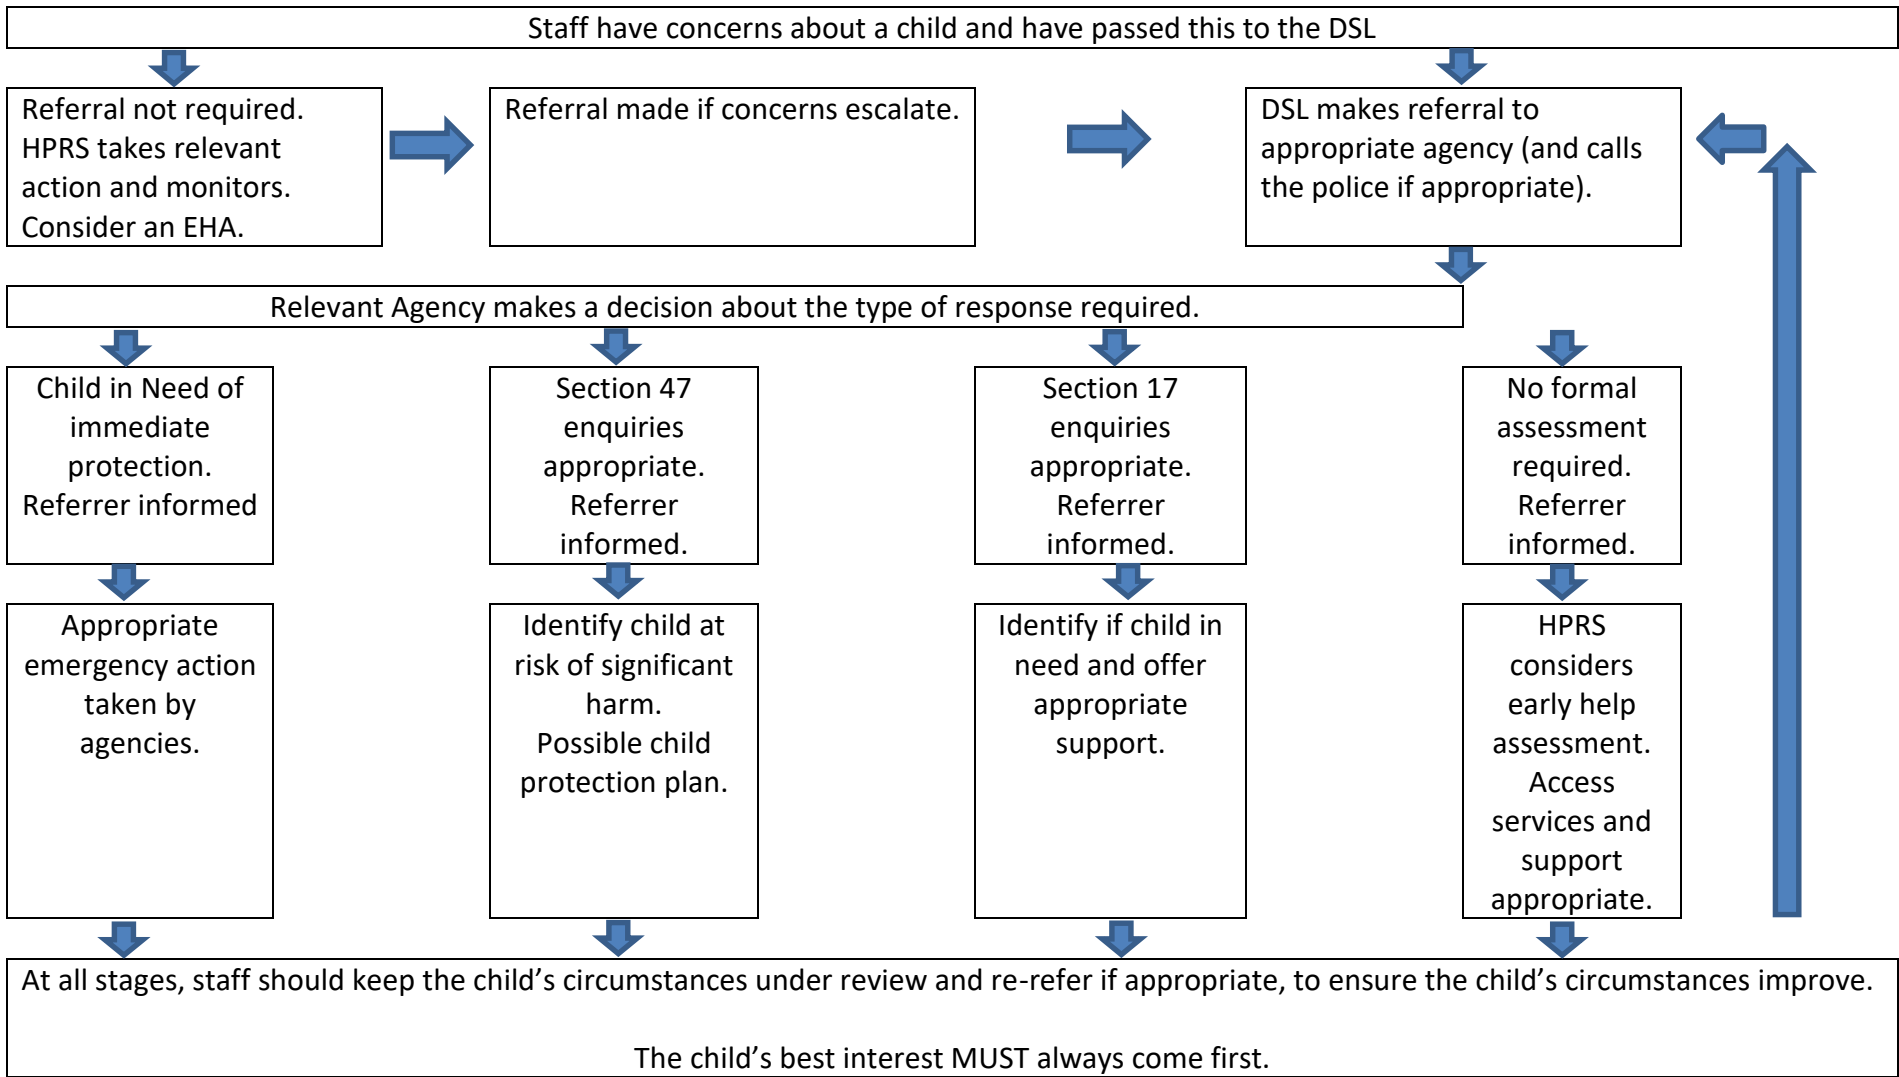 Staff have concerns about a child and have passed this to the DSL
Referral not required.
HPRS takes relevant
action and monitors.
Consider an EHA.
Referral made if concerns escalate.
DSL makes referral to
appropriate agency (and calls
the police if appropriate).
Relevant Agency makes a decision about the type of response required.
Child in Need of
immediate
protection.
Referrer informed
Section 47
enquiries
appropriate.
Referrer
informed.
Section 17
enquiries
appropriate.
Referrer
informed.
No formal
assessment
required.
Referrer
informed.
Appropriate
emergency action
taken by
agencies.
Identify child at
risk of significant
harm.
Possible child
protection plan.
Identify if child in
need and offer
appropriate
support.
HPRS
considers
early help
assessment.
Access
services and
support
appropriate.
At all stages, staff should keep the child’s circumstances under review and re-refer if appropriate, to ensure the child’s circumstances improve.
The child’s best interest MUST always come first.